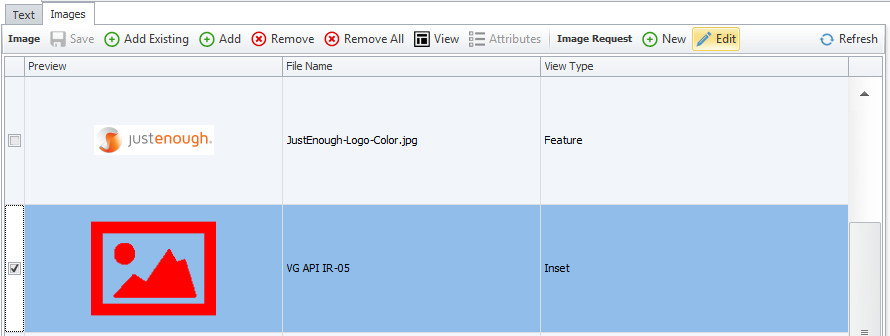 Text Images
Image Save Add Existing Add Remove Remove All View Attributes Image Request New Edit Refresh
Preview File Name View Type
justenough. JustEnough-Logo-Color.jpg Feature
VG API IR-05 Inset